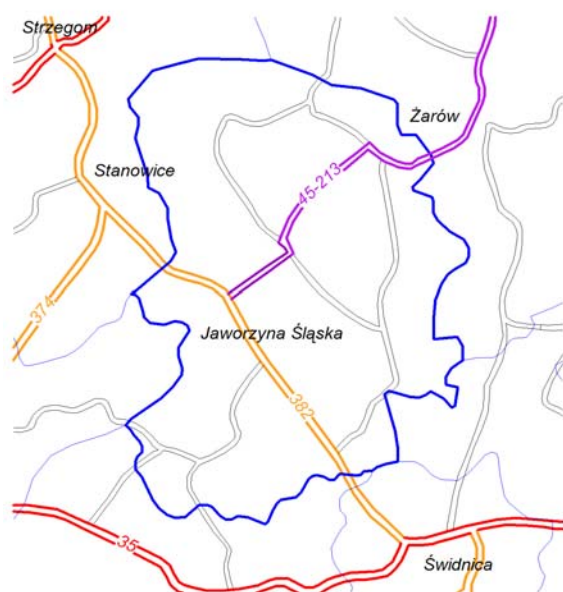 Strzegom
Żarów
Stanowice
45-213
374
Jaworzyna Śląska
382
35
Świdnica